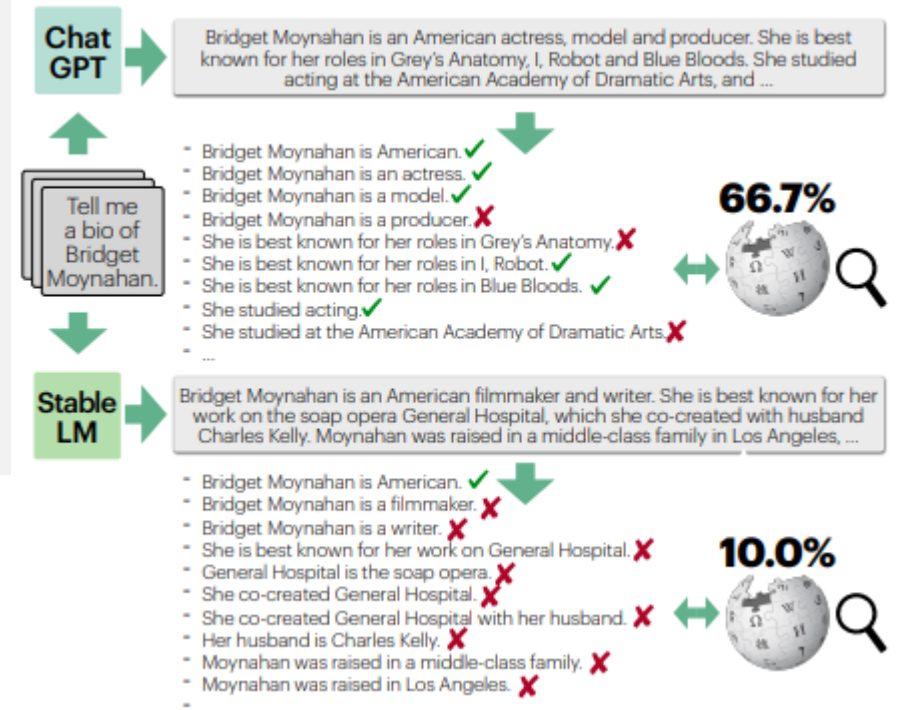 Chat
GPT
Bridget Moynahan is an American actress, model and producer. She is best
known for her roles in Grey's Anatomy, I, Robot and Blue Bloods. She studied
acting at the American Academy of Dramatic Arts, and ...
Tell me
a bio of
Bridget
Moynahan.
- Bridget Moynahan is American. ✓
- Bridget Moynahan is an actress. ✓
- Bridget Moynahan is a model. ✓
- Bridget Moynahan is a producer. ✘
- She is best known for her roles in Grey's Anatomy. ✘
- She is best known for her roles in I, Robot. ✓
- She is best known for her roles in Blue Bloods. ✓
- She studied acting. ✓
- She studied at the American Academy of Dramatic Arts. ✘
- ...
66.7%
Stable
LM
Bridget Moynahan is an American filmmaker and writer. She is best known for her
work on the soap opera General Hospital, which she co-created with husband
Charles Kelly. Moynahan was raised in a middle-class family in Los Angeles, ...
- Bridget Moynahan is American. ✓
- Bridget Moynahan is a filmmaker. ✘
- Bridget Moynahan is a writer. ✘
- She is best known for her work on General Hospital. ✘
- General Hospital is the soap opera. ✘
- She co-created General Hospital. ✘
- She co-created General Hospital with her husband. ✘
- Her husband is Charles Kelly. ✘
- Moynahan was raised in a middle-class family. ✘
- Moynahan was raised in Los Angeles. ✘
-
10.0%